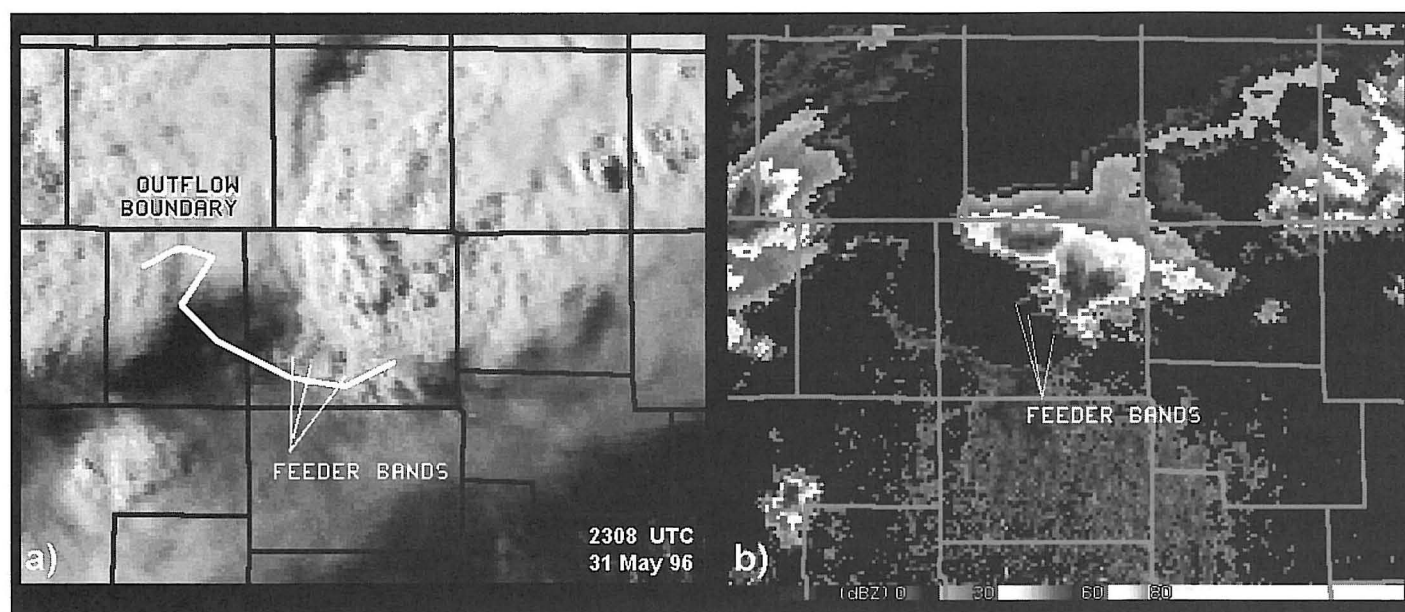 OUTFLOW
BOUNDARY
FEEDER BANDS
2308 UTC
31 May 96
a)
FEEDER BANDS
b)
(dBZ) 0 30 60 80